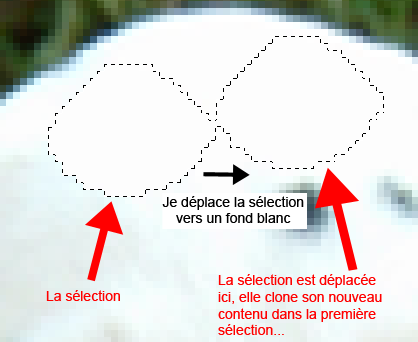 Je déplace la sélection
vers un fond blanc
La sélection
La sélection est déplacée
ici, elle clone son nouveau
contenu dans la première
sélection...